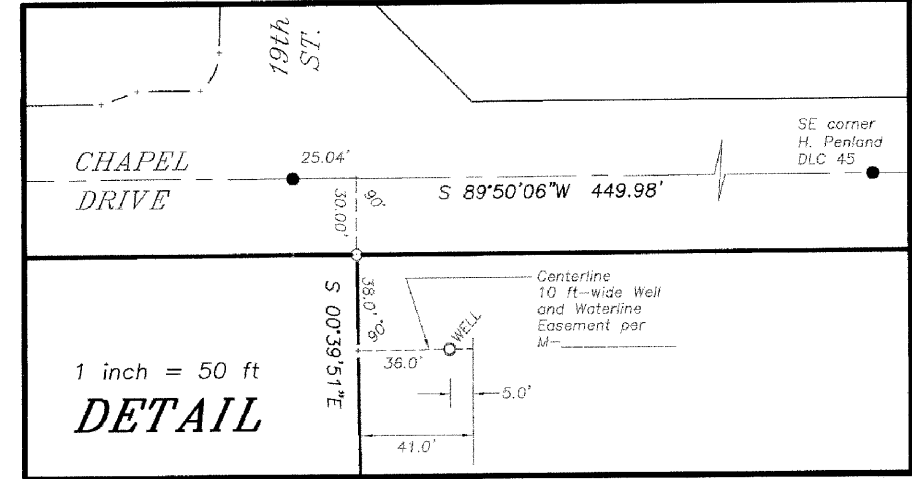 19th
ST.
SE corner
H. Penland
DLC 45
CHAPEL
DRIVE
25.04'
S 89°50'06"W 449.98'
30.00'
90°
Centerline
10 ft-wide Well
and Waterline
Easement per
M-
S 00°39'51"E
38.0'
90°
WELL
36.0'
5.0'
41.0'
1 inch = 50 ft
DETAIL